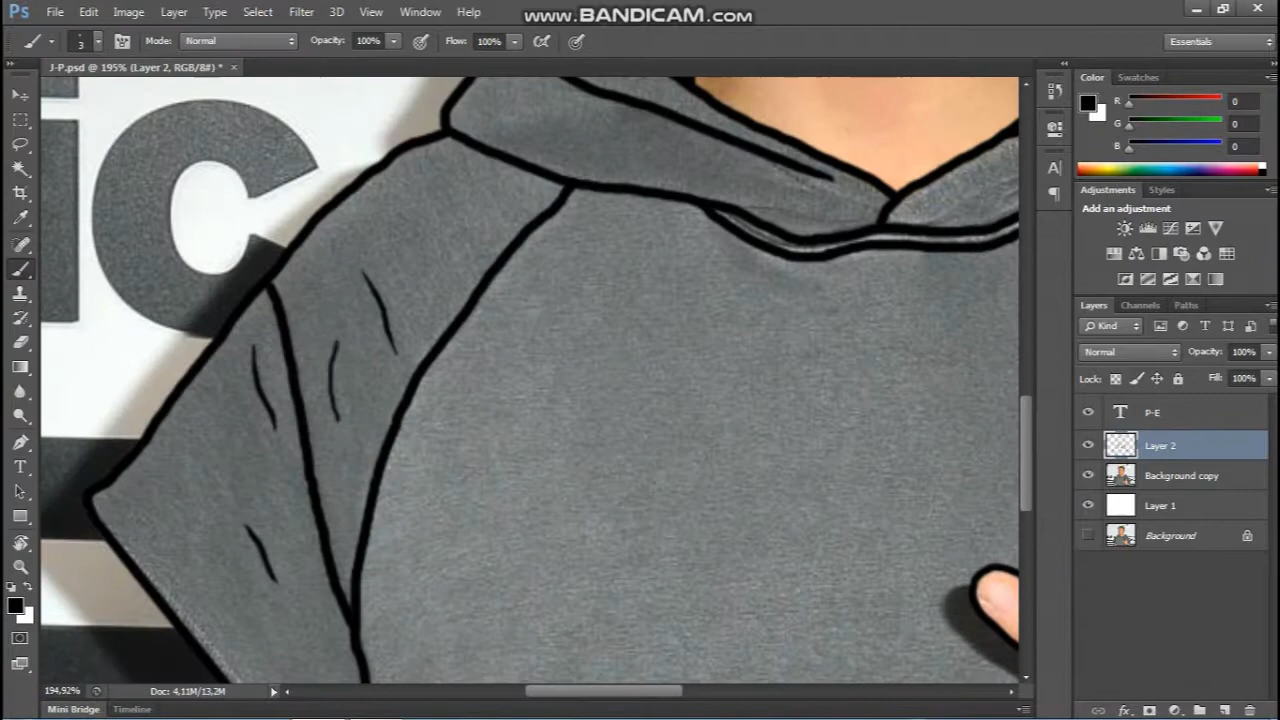 Ps File Edit Image Layer Type Select Filter 3D View Window Help
www.BANDICAM.com
3 Mode: Normal Opacity: 100% Flow: 100% Essentials
J-P.psd @ 195% (Layer 2, RGB/8#) * ×
ic
Color Swatches
R 0
G 0
B 0
Adjustments Styles
Add an adjustment
Layers Channels Paths
Kind
Normal Opacity: 100%
Lock: Fill: 100%
T P-E
Layer 2
Background copy
Layer 1
Background
194,92% Doc: 4,11M/13,2M
Mini Bridge Timeline